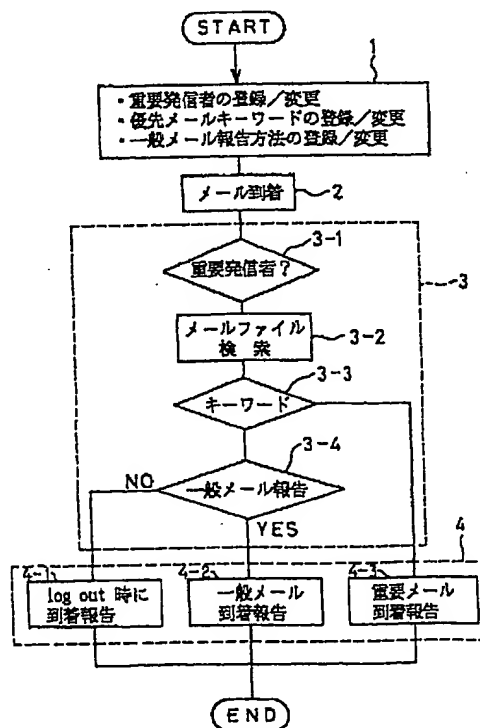 START
1
・重要発信者の登録／変更
・優先メールキーワードの登録／変更
・一般メール報告方法の登録／変更
メール到着
2
3-1
重要発信者？
3
メールファイル
検 索
3-2
3-3
キーワード
3-4
NO
一般メール報告
YES
4
4-1
log out 時に
到着報告
4-2
一般メール
到着報告
4-3
重要メール
到着報告
END